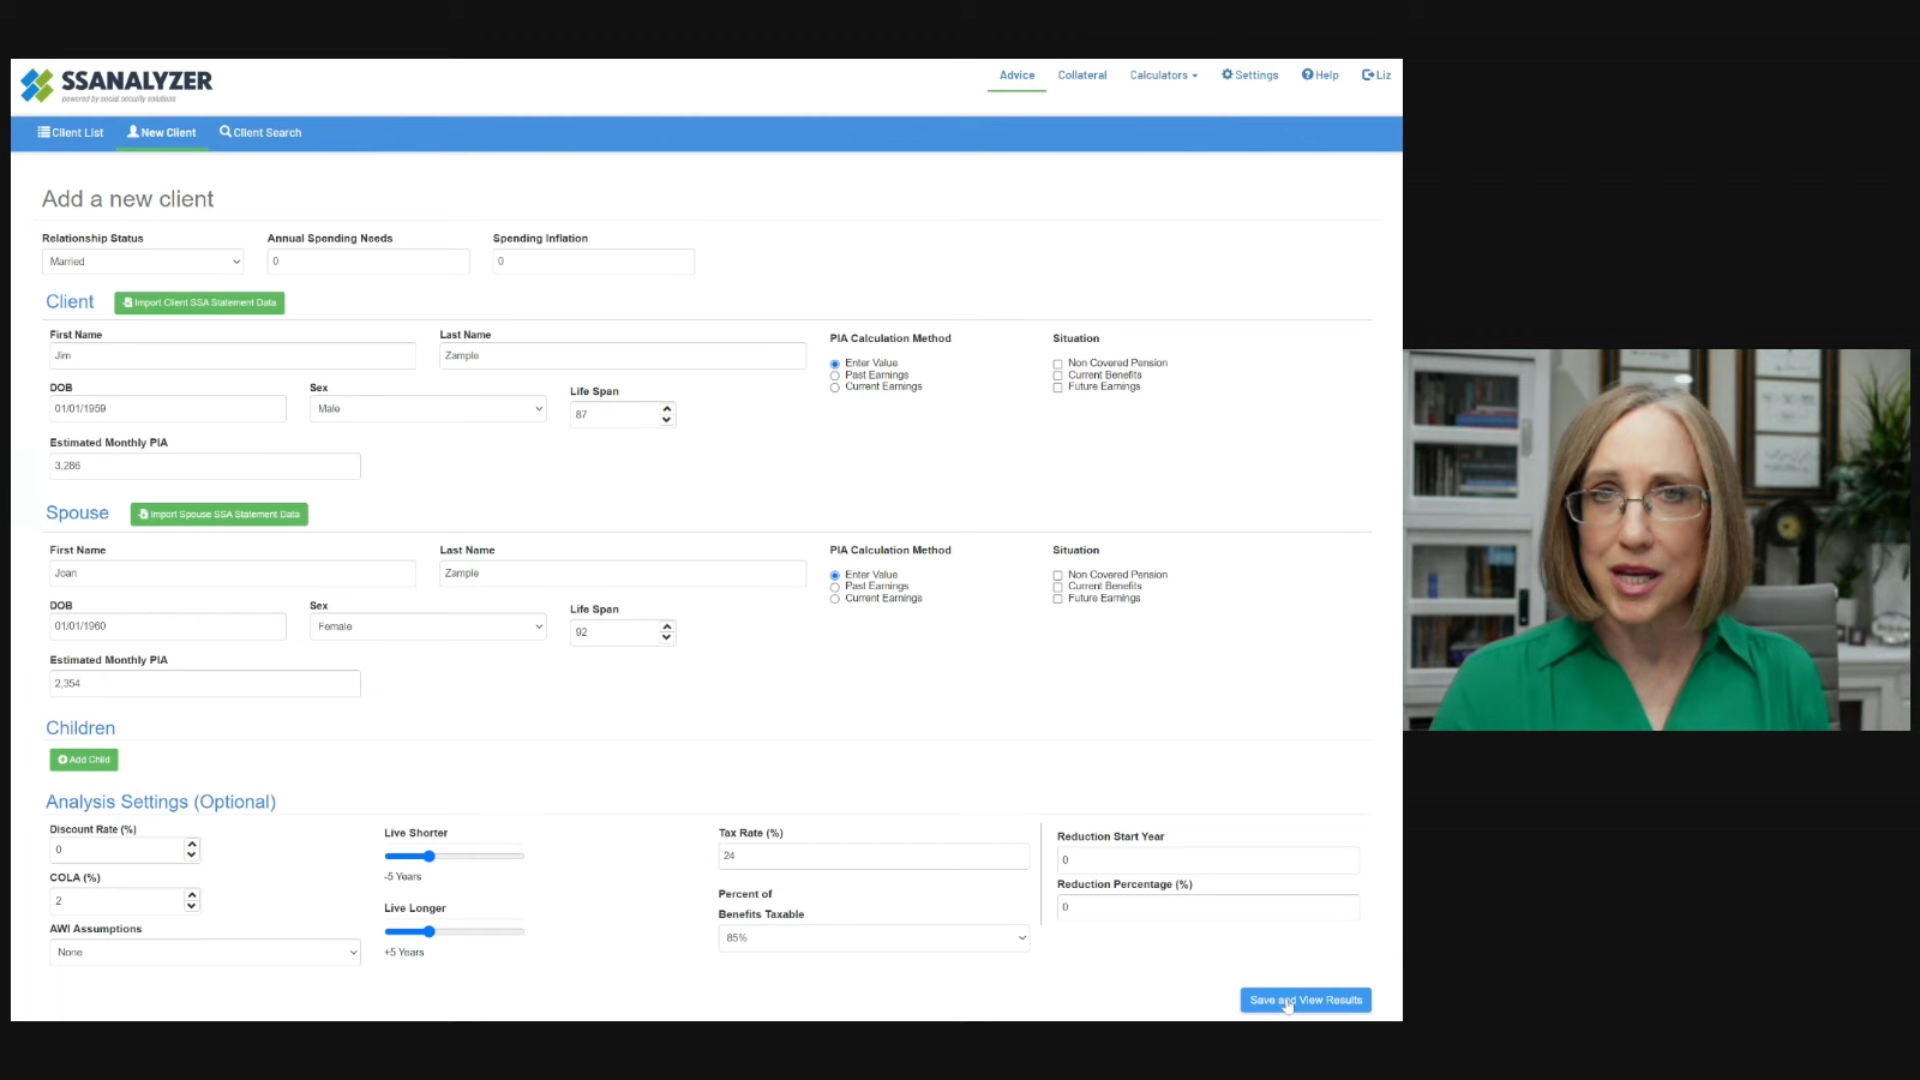 SSANALYZER
powered by social security solutions
Advice Collateral Calculators Settings Help Liz
Client List New Client Client Search
Add a new client
Relationship Status Annual Spending Needs Spending Inflation
Married 0 0
Client Import Client SSA Statement Data
First Name Last Name PIA Calculation Method Situation
Jim Zample
Enter Value Non Covered Pension
Past Earnings Current Benefits
Current Earnings Future Earnings
DOB Sex Life Span
01/01/1959 Male 87
Estimated Monthly PIA
3,286
Spouse Import Spouse SSA Statement Data
First Name Last Name PIA Calculation Method Situation
Joan Zample
Enter Value Non Covered Pension
Past Earnings Current Benefits
Current Earnings Future Earnings
DOB Sex Life Span
01/01/1960 Female 92
Estimated Monthly PIA
2,354
Children
Add Child
Analysis Settings (Optional)
Discount Rate (%) Live Shorter Tax Rate (%) Reduction Start Year
0 24 0
-5 Years
COLA (%) Percent of Reduction Percentage (%)
2 Live Longer Benefits Taxable 0
AWI Assumptions 85%
None +5 Years
Save and View Results